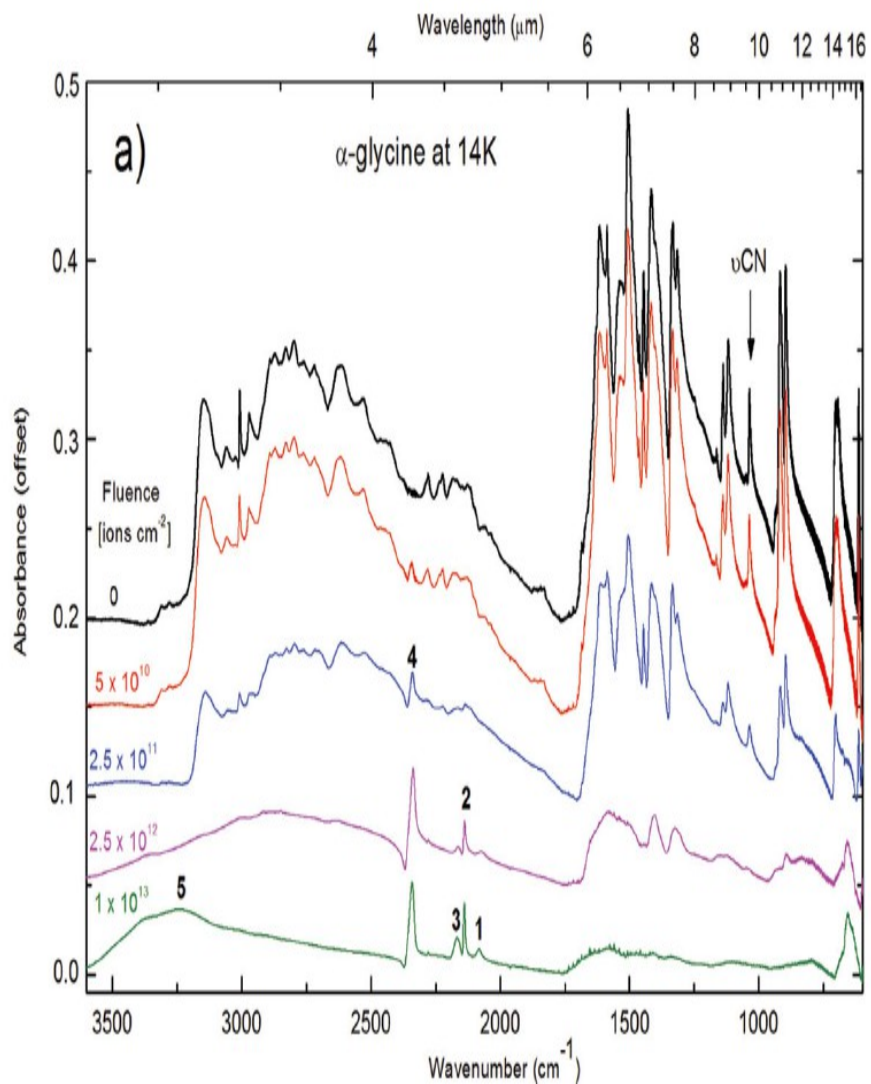 Wavelength (μm)
4 6 8 10 12 14 16
0.5
a) α-glycine at 14K
0.4
υCN
0.3
Absorbance (offset)
Fluence
[ions cm⁻²]
0
0.2
5 x 10¹⁰
4
2.5 x 10¹¹
0.1
2
2.5 x 10¹²
5
1 x 10¹³
3 1
0.0
3500 3000 2500 2000 1500 1000
Wavenumber (cm⁻¹)